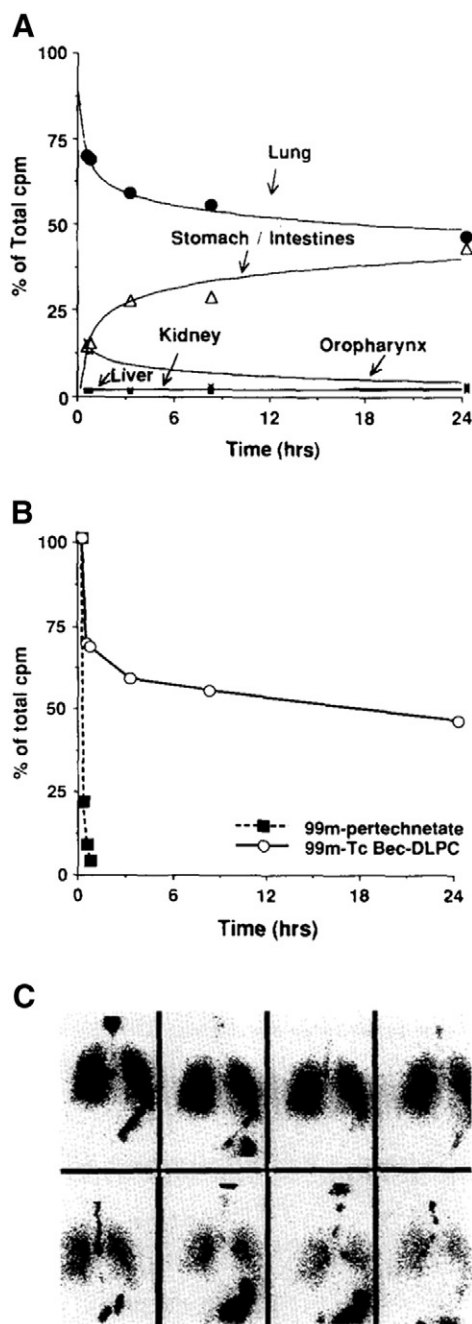 A
100
75
50
25
0
% of Total cpm
Lung
Stomach / Intestines
Kidney
Liver
Oropharynx
0 6 12 18 24
Time (hrs)
B
100
75
50
25
0
% of total cpm
99m-pertechnetate
99m-Tc Bec-DLPC
0 6 12 18 24
Time (hrs)
C